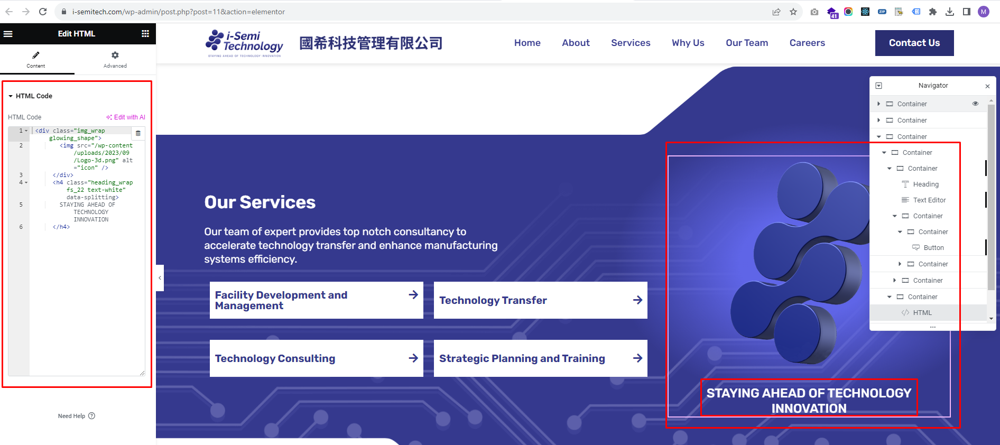 i-semitech.com/wp-admin/post.php?post=11&action=elementor
41
ZIP
M
Edit HTML
Content
Advanced
HTML Code
HTML Code
Edit with AI
1
<div class="img_wrap
glowing_shape">
2
<img src="/wp-content
/uploads/2023/09
/Logo-3d.png" alt
="icon" />
3
</div>
4
<h4 class="heading_wrap
fs_22 text-white"
data-splitting>
5
STAYING AHEAD OF
TECHNOLOGY
INNOVATION
6
</h4>
Need Help
i-Semi
Technology
STAYING AHEAD OF TECHNOLOGY INNOVATION
國希科技管理有限公司
Home
About
Services
Why Us
Our Team
Careers
Contact Us
Our Services
Our team of expert provides top notch consultancy to
accelerate technology transfer and enhance manufacturing
systems efficiency.
Facility Development and
Management
Technology Transfer
Technology Consulting
Strategic Planning and Training
STAYING AHEAD OF TECHNOLOGY
INNOVATION
Navigator
Container
Container
Container
Container
Container
Heading
Text Editor
Container
Container
Button
Container
Container
Container
HTML